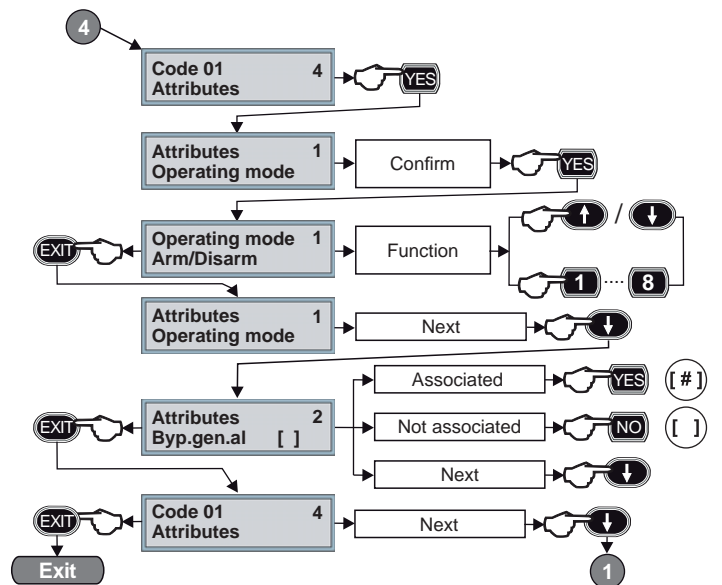 4
Code 01 4
Attributes
YES
Attributes 1
Operating mode
Confirm
YES
Operating mode 1
Arm/Disarm
EXIT
Function
↑ / ↓
1 .... 8
Attributes 1
Operating mode
Next
↓
Attributes 2
Byp.gen.al [ ]
EXIT
Associated
YES
[ # ]
Not associated
NO
[ ]
Next
↓
Code 01 4
Attributes
EXIT
Next
↓
Exit
1